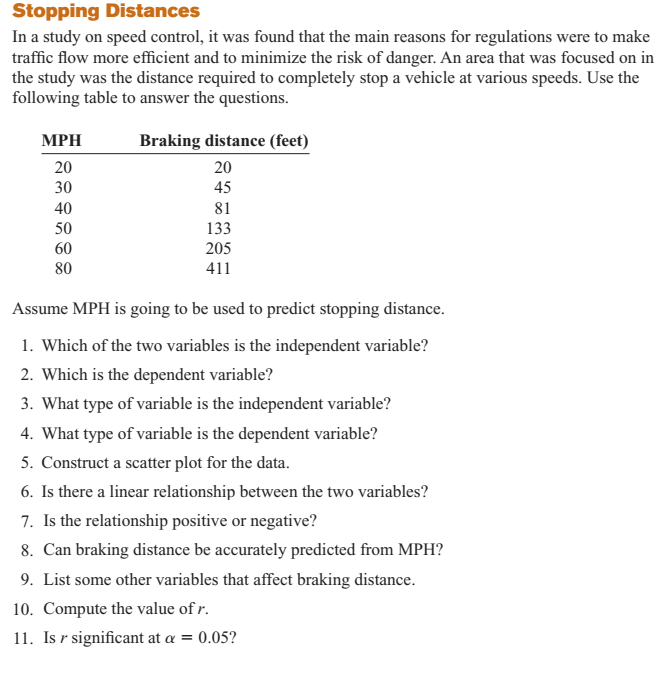 Stopping Distances
In a study on speed control, it was found that the main reasons for regulations were to make
traffic flow more efficient and to minimize the risk of danger. An area that was focused on in
the study was the distance required to completely stop a vehicle at various speeds. Use the
following table to answer the questions.
MPH Braking distance (feet)
20 20
30 45
40 81
50 133
60 205
80 411
Assume MPH is going to be used to predict stopping distance.
1. Which of the two variables is the independent variable?
2. Which is the dependent variable?
3. What type of variable is the independent variable?
4. What type of variable is the dependent variable?
5. Construct a scatter plot for the data.
6. Is there a linear relationship between the two variables?
7. Is the relationship positive or negative?
8. Can braking distance be accurately predicted from MPH?
9. List some other variables that affect braking distance.
10. Compute the value of r.
11. Is r significant at α = 0.05?